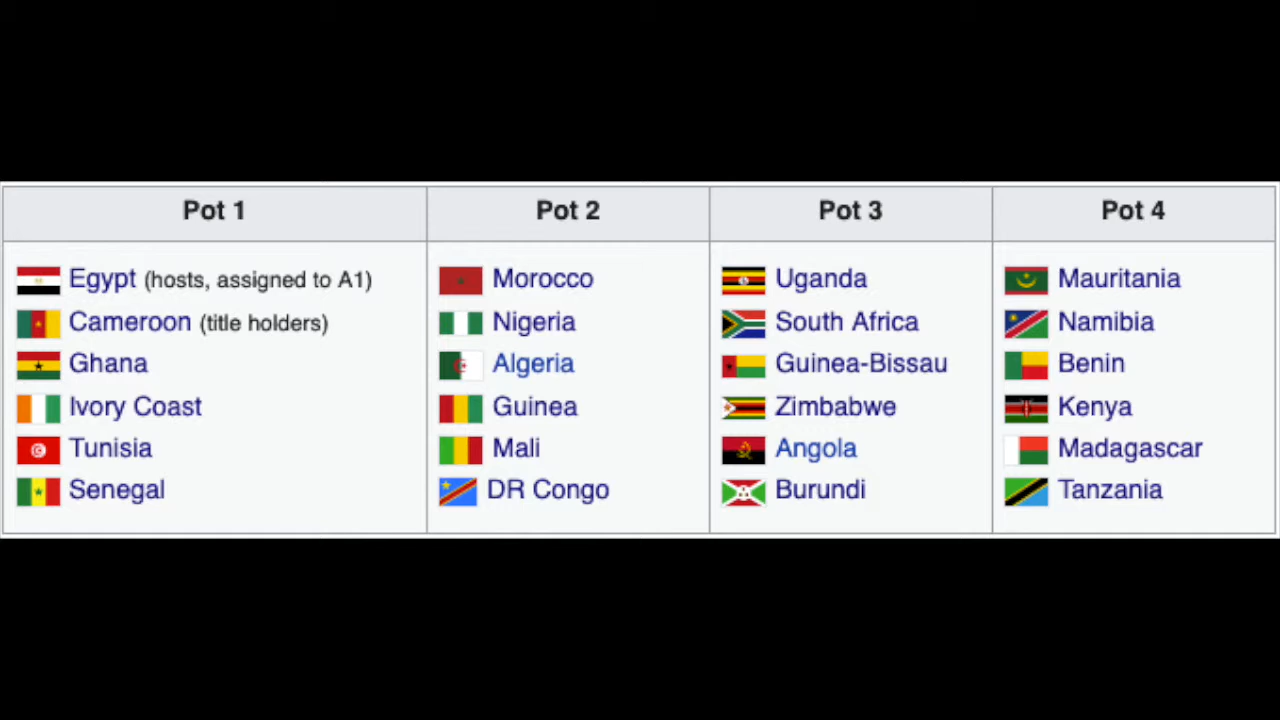 Pot 1
Pot 2
Pot 3
Pot 4
Egypt (hosts, assigned to A1)
Cameroon (title holders)
Ghana
Ivory Coast
Tunisia
Senegal
Morocco
Nigeria
Algeria
Guinea
Mali
DR Congo
Uganda
South Africa
Guinea-Bissau
Zimbabwe
Angola
Burundi
Mauritania
Namibia
Benin
Kenya
Madagascar
Tanzania